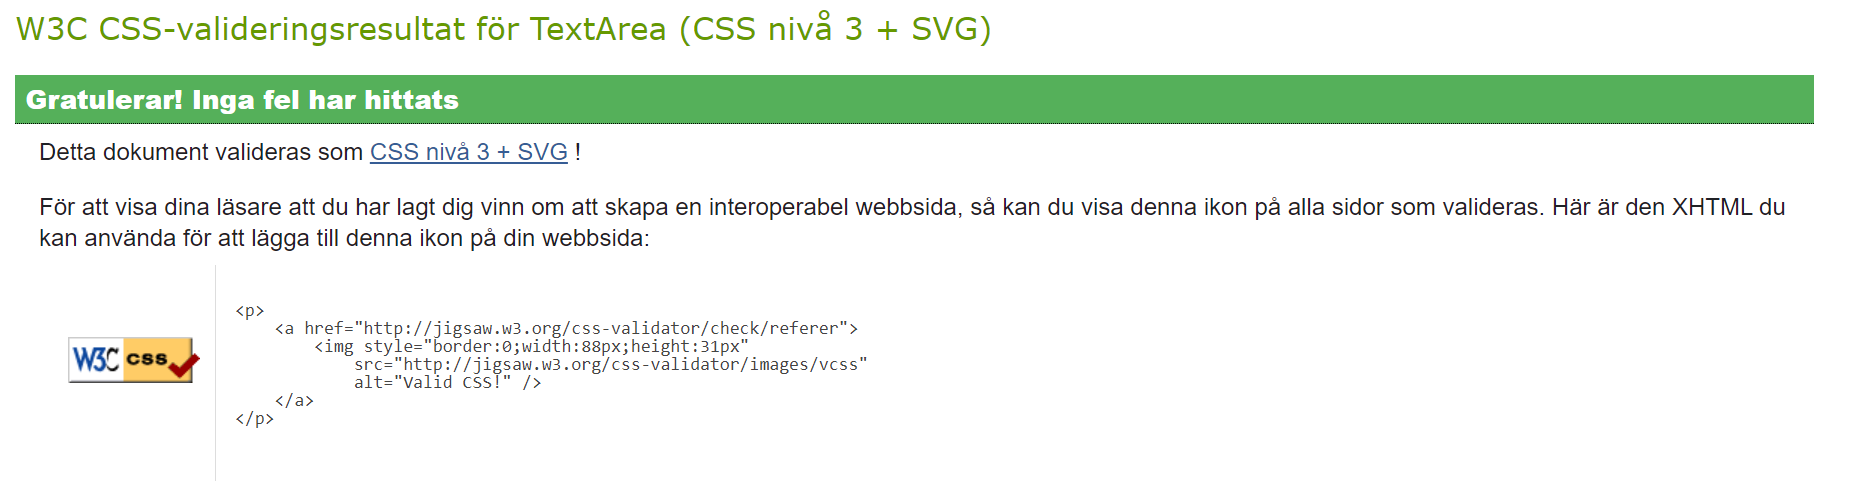 W3C CSS-valideringsresultat för TextArea (CSS nivå 3 + SVG)
Gratulerar! Inga fel har hittats
Detta dokument valideras som CSS nivå 3 + SVG !
För att visa dina läsare att du har lagt dig vinn om att skapa en interoperabel webbsida, så kan du visa denna ikon på alla sidor som valideras. Här är den XHTML du
kan använda för att lägga till denna ikon på din webbsida:
W3C css
<p>
    <a href="http://jigsaw.w3.org/css-validator/check/referer">
        <img style="border:0;width:88px;height:31px"
            src="http://jigsaw.w3.org/css-validator/images/vcss"
            alt="Valid CSS!" />
    </a>
</p>